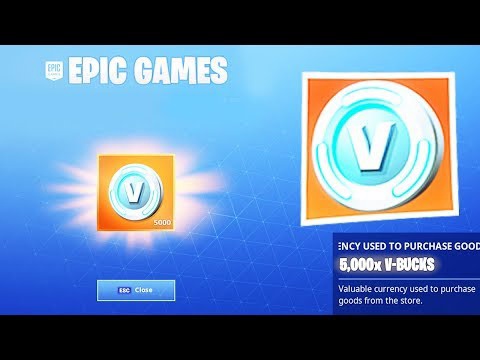 EPIC
GAMES
EPIC GAMES
V
V
5000
ESC Close
ENCY USED TO PURCHASE GOOD
5,000x V-BUCKS
Valuable currency used to purchase
goods from the store.